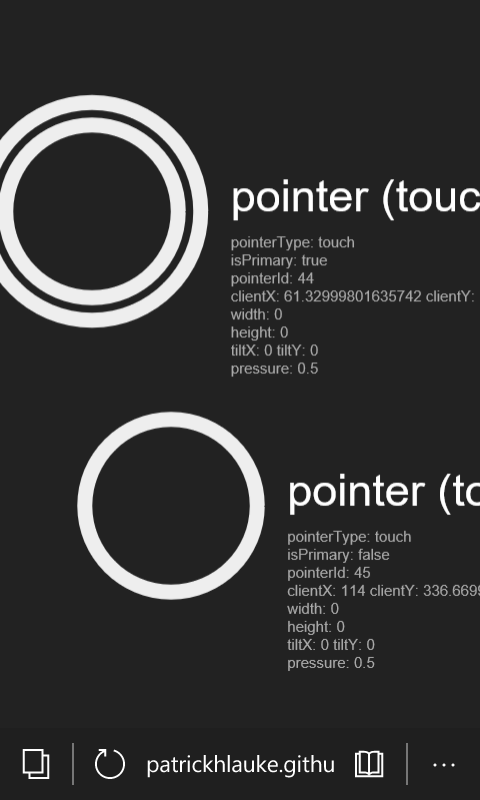 pointer (touc
pointerType: touch
isPrimary: true
pointerId: 44
clientX: 61.32999801635742 clientY:
width: 0
height: 0
tiltX: 0 tiltY: 0
pressure: 0.5
pointer (to
pointerType: touch
isPrimary: false
pointerId: 45
clientX: 114 clientY: 336.6699
width: 0
height: 0
tiltX: 0 tiltY: 0
pressure: 0.5
patrickhlauke.githu